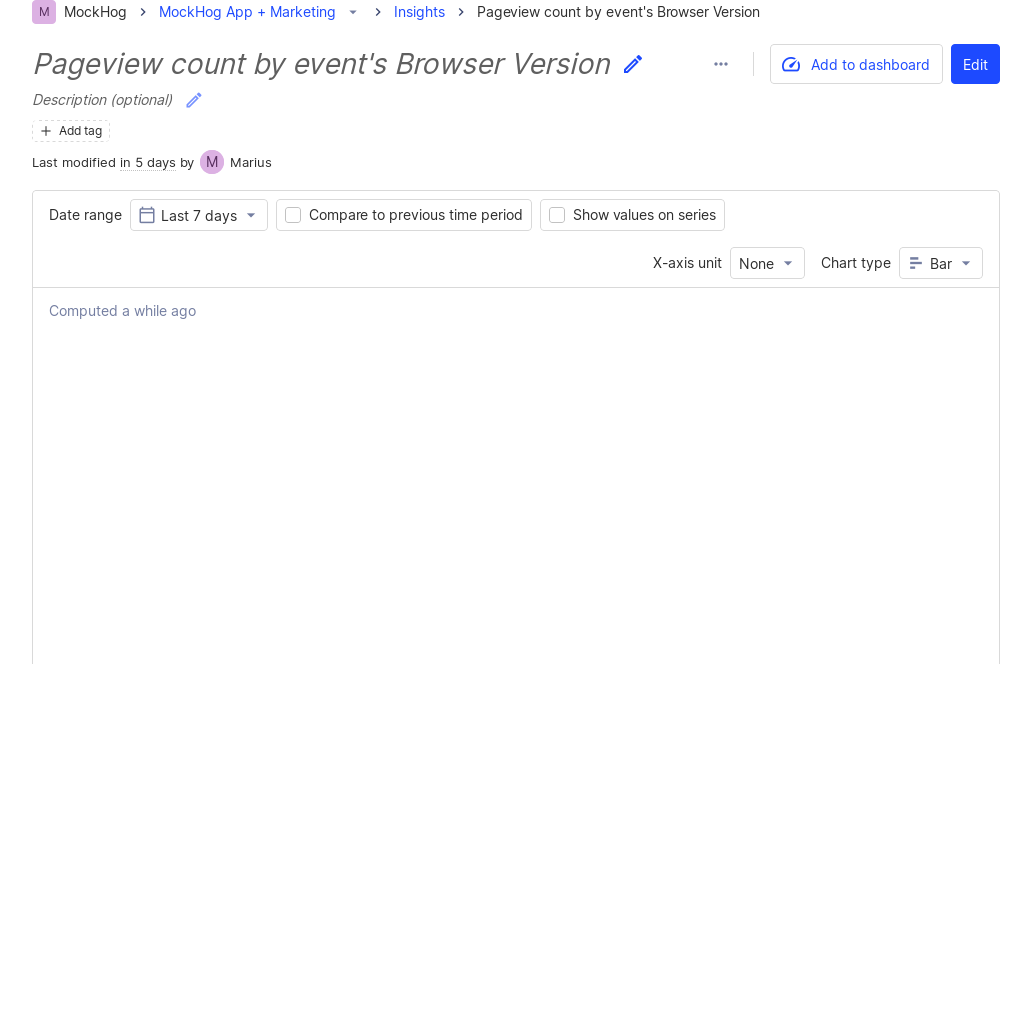 M MockHog MockHog App + Marketing Insights Pageview count by event's Browser Version
Pageview count by event's Browser Version
Add to dashboard Edit
Description (optional)
Add tag
Last modified in 5 days by M Marius
Date range Last 7 days Compare to previous time period Show values on series
X-axis unit None Chart type Bar
Computed a while ago